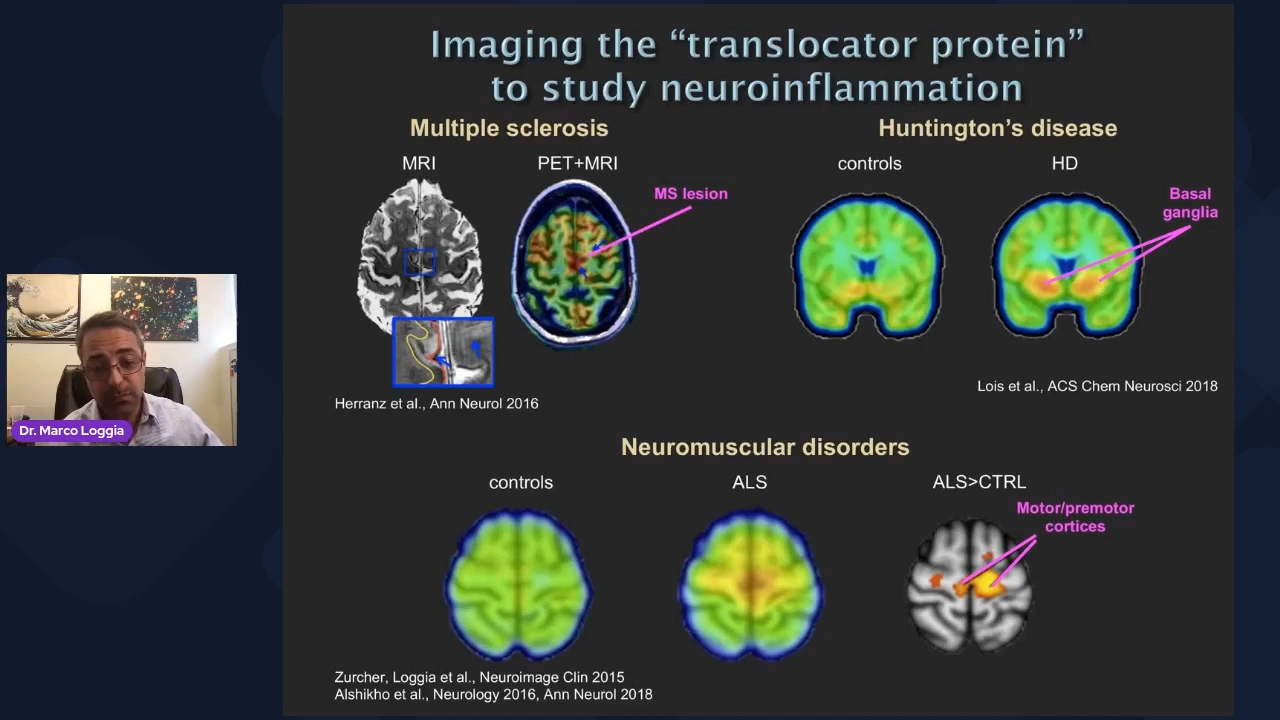 Imaging the “translocator protein”
to study neuroinflammation
Multiple sclerosis
MRI
PET+MRI
MS lesion
Herranz et al., Ann Neurol 2016
Huntington’s disease
controls
HD
Basal
ganglia
Lois et al., ACS Chem Neurosci 2018
Neuromuscular disorders
controls
ALS
ALS>CTRL
Motor/premotor
cortices
Zurcher, Loggia et al., Neuroimage Clin 2015
Alshikho et al., Neurology 2016, Ann Neurol 2018
Dr. Marco Loggia